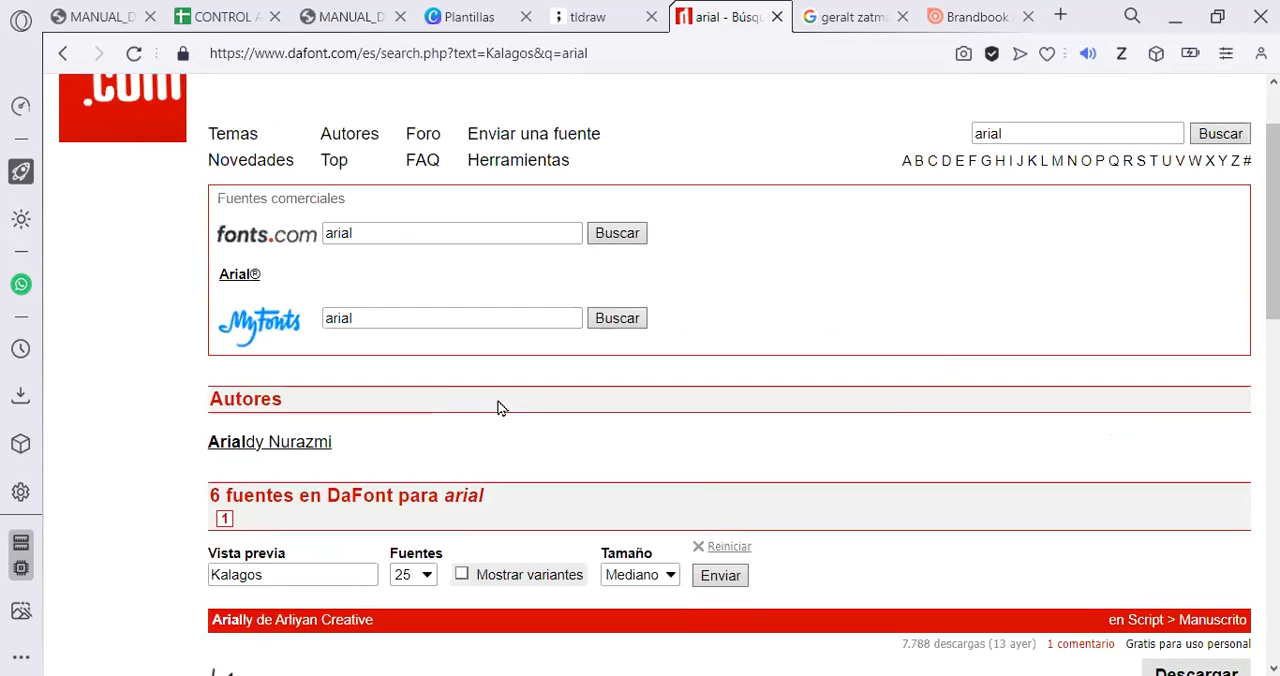 MANUAL_D
CONTROL A
MANUAL_D
Plantillas
tldraw
arial - Búsqu
geralt zatma
Brandbook
https://www.dafont.com/es/search.php?text=Kalagos&q=arial
Z
.com
Temas
Autores
Foro
Enviar una fuente
arial
Buscar
Novedades
Top
FAQ
Herramientas
A B C D E F G H I J K L M N O P Q R S T U V W X Y Z #
Fuentes comerciales
fonts.com
arial
Buscar
Arial®
MyFonts
arial
Buscar
Autores
Arialdy Nurazmi
6 fuentes en DaFont para arial
1
Vista previa
Fuentes
Tamaño
Reiniciar
Kalagos
25
Mostrar variantes
Mediano
Enviar
Arially de Arliyan Creative
en Script > Manuscrito
7.788 descargas (13 ayer)
1 comentario
Gratis para uso personal
Descargar